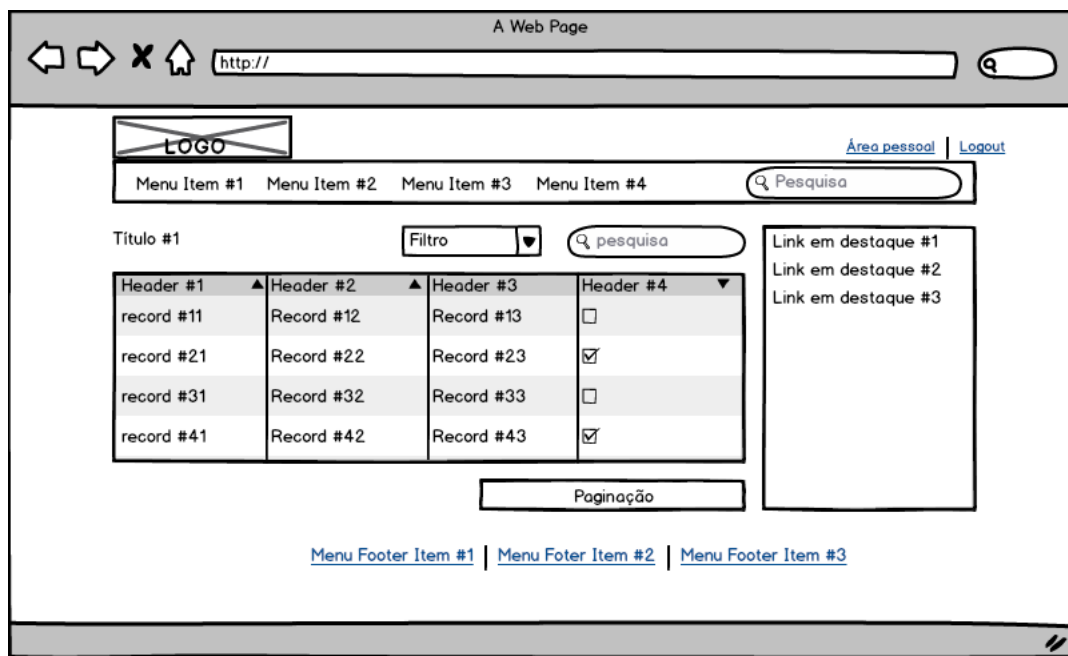 A Web Page
http://
LOGO
Área pessoal Logout
Menu Item #1 Menu Item #2 Menu Item #3 Menu Item #4 Pesquisa
Título #1 Filtro pesquisa
Header #1 Header #2 Header #3 Header #4
record #11 Record #12 Record #13
record #21 Record #22 Record #23
record #31 Record #32 Record #33
record #41 Record #42 Record #43
Paginação
Link em destaque #1
Link em destaque #2
Link em destaque #3
Menu Footer Item #1 Menu Foter Item #2 Menu Footer Item #3